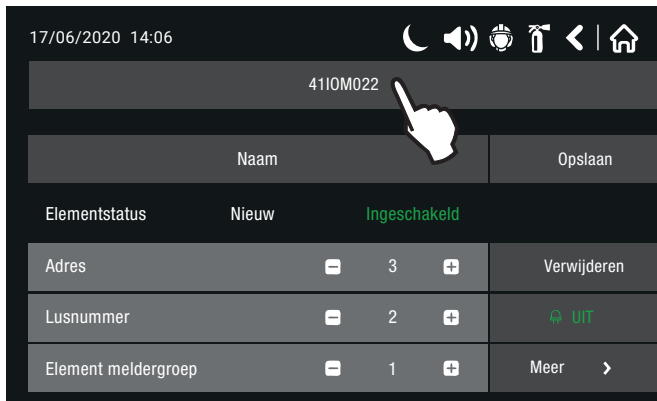 17/06/2020 14:06
41IOM022
Naam Opslaan
Elementstatus Nieuw Ingeschakeld
Adres 3 Verwijderen
Lusnummer 2 UIT
Element meldergroep 1 Meer